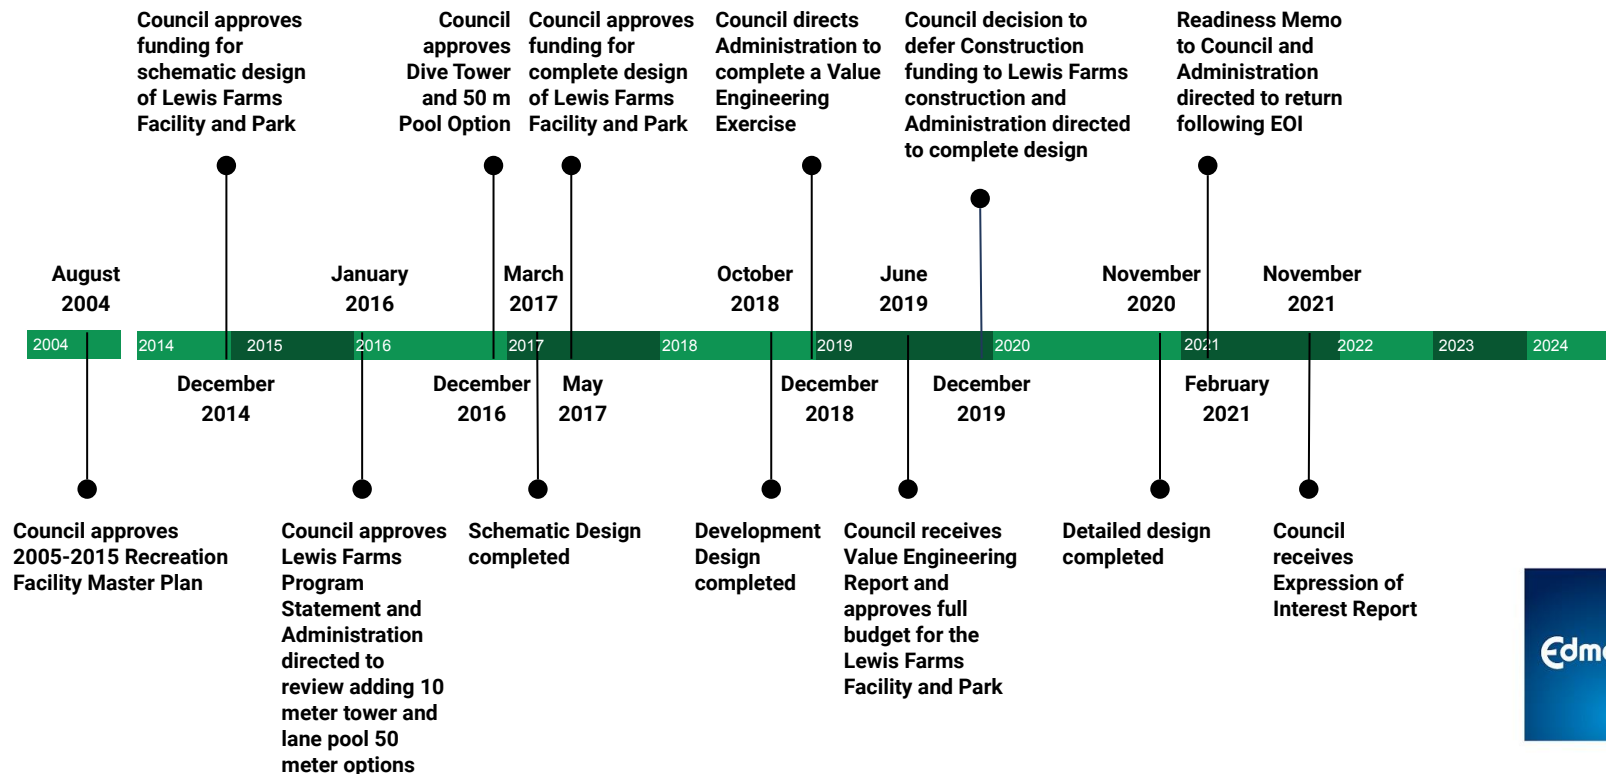 Council approves
funding for
schematic design
of Lewis Farms
Facility and Park
Council
approves
Dive Tower
and 50 m
Pool Option
Council approves
funding for
complete design
of Lewis Farms
Facility and Park
Council directs
Administration to
complete a Value
Engineering
Exercise
Council decision to
defer Construction
funding to Lewis Farms
construction and
Administration directed
to complete design
Readiness Memo
to Council and
Administration
directed to return
following EOI
August
2004
January
2016
March
2017
October
2018
June
2019
November
2020
November
2021
2004
2014
2015
2016
2017
2018
2019
2020
2021
2022
2023
2024
December
2014
December
2016
May
2017
December
2018
December
2019
February
2021
Council approves
2005-2015 Recreation
Facility Master Plan
Council approves
Lewis Farms
Program
Statement and
Administration
directed to
review adding 10
meter tower and
lane pool 50
meter options
Schematic Design
completed
Development
Design
completed
Council receives
Value Engineering
Report and
approves full
budget for the
Lewis Farms
Facility and Park
Detailed design
completed
Council
receives
Expression of
Interest Report